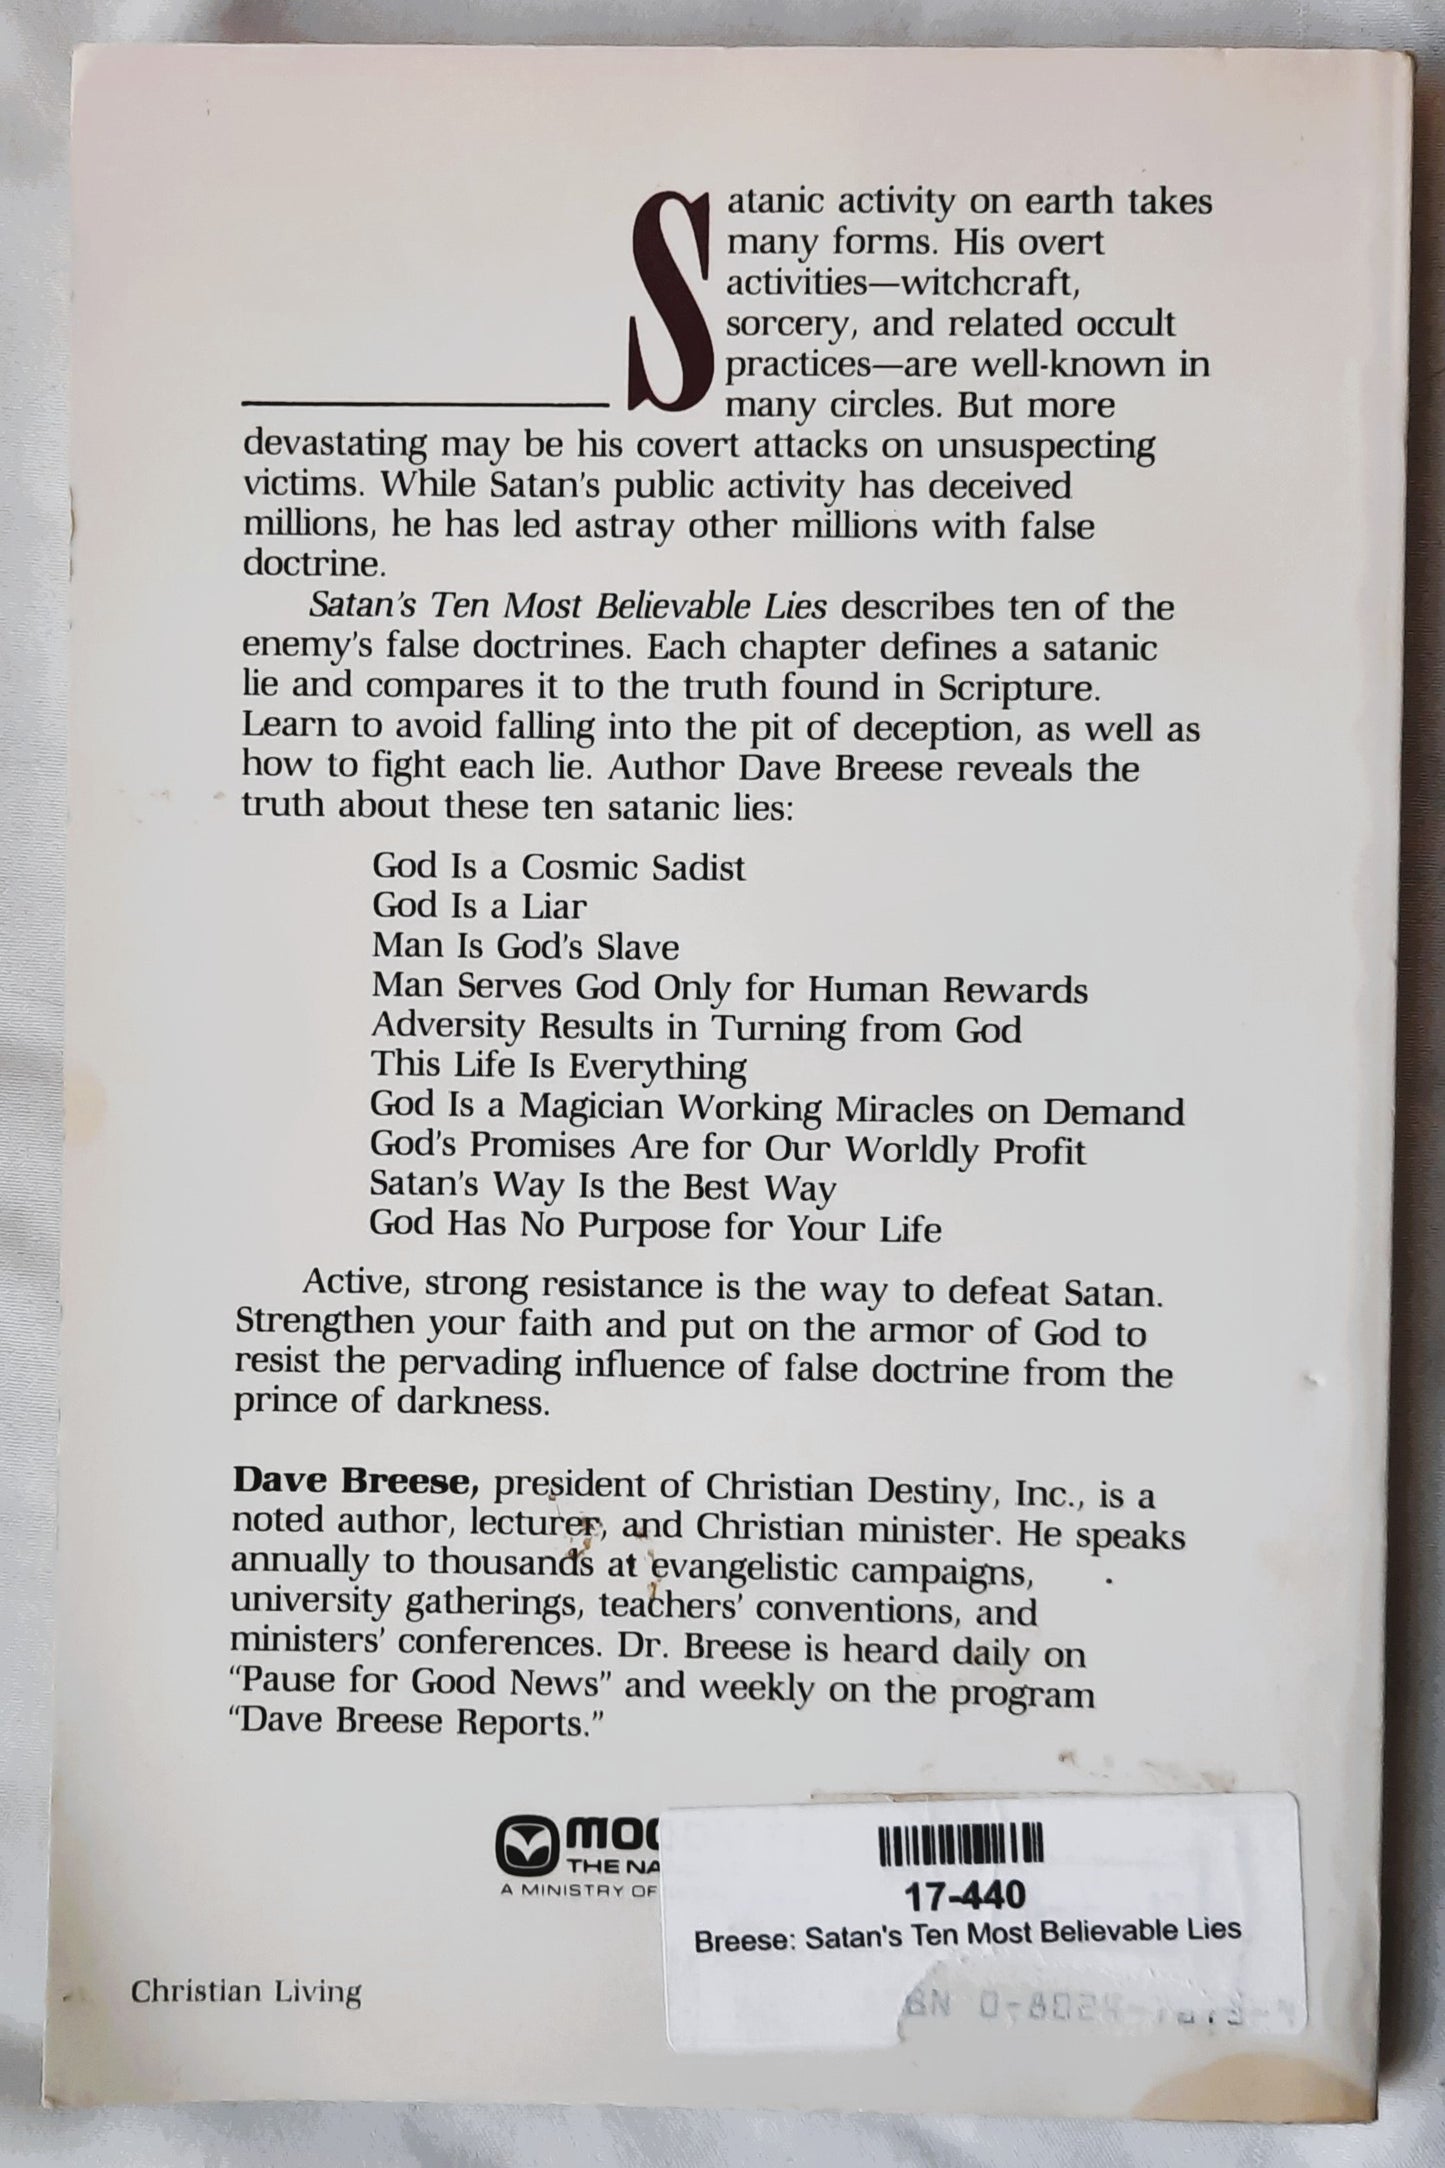 Satanic activity on earth takes
many forms. His overt
activities—witchcraft,
sorcery, and related occult
practices—are well-known in
many circles. But more
devastating may be his covert attacks on unsuspecting
victims. While Satan's public activity has deceived
millions, he has led astray other millions with false
doctrine.
Satan's Ten Most Believable Lies describes ten of the
enemy's false doctrines. Each chapter defines a satanic
lie and compares it to the truth found in Scripture.
Learn to avoid falling into the pit of deception, as well as
how to fight each lie. Author Dave Breese reveals the
truth about these ten satanic lies:
God Is a Cosmic Sadist
God Is a Liar
Man Is God's Slave
Man Serves God Only for Human Rewards
Adversity Results in Turning from God
This Life Is Everything
God Is a Magician Working Miracles on Demand
God's Promises Are for Our Worldly Profit
Satan's Way Is the Best Way
God Has No Purpose for Your Life
Active, strong resistance is the way to defeat Satan.
Strengthen your faith and put on the armor of God to
resist the pervading influence of false doctrine from the
prince of darkness.
Dave Breese, president of Christian Destiny, Inc., is a
noted author, lecturer, and Christian minister. He speaks
annually to thousands at evangelistic campaigns,
university gatherings, teachers' conventions, and
ministers' conferences. Dr. Breese is heard daily on
“Pause for Good News” and weekly on the program
“Dave Breese Reports.”
THE
A MINISTRY OF
17-440
Breese: Satan's Ten Most Believable Lies
Christian Living